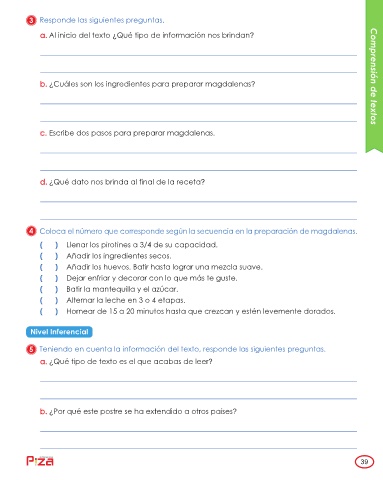 3 Responde las siguientes preguntas.
a. Al inicio del texto ¿Qué tipo de información nos brindan?
b. ¿Cuáles son los ingredientes para preparar magdalenas?
c. Escribe dos pasos para preparar magdalenas.
d. ¿Qué dato nos brinda al final de la receta?
4 Coloca el número que corresponde según la secuencia en la preparación de magdalenas.
( ) Llenar los pirotines a 3/4 de su capacidad.
( ) Añadir los ingredientes secos.
( ) Añadir los huevos. Batir hasta lograr una mezcla suave.
( ) Dejar enfriar y decorar con lo que más te guste.
( ) Batir la mantequilla y el azúcar.
( ) Alternar la leche en 3 o 4 etapas.
( ) Hornear de 15 a 20 minutos hasta que crezcan y estén levemente dorados.
Nivel Inferencial
5 Teniendo en cuenta la información del texto, responde las siguientes preguntas.
a. ¿Qué tipo de texto es el que acabas de leer?
b. ¿Por qué este postre se ha extendido a otros países?
Comprensión de textos
39